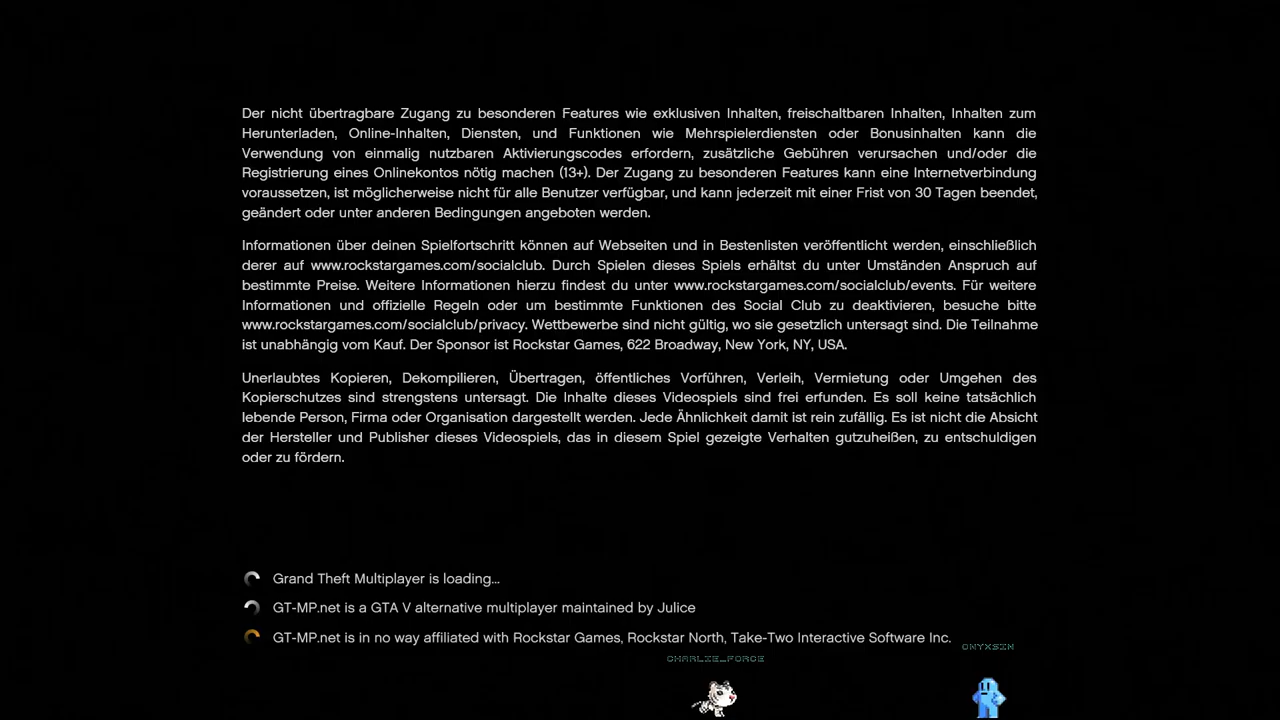 Der nicht übertragbare Zugang zu besonderen Features wie exklusiven Inhalten, freischaltbaren Inhalten, Inhalten zum
Herunterladen, Online-Inhalten, Diensten, und Funktionen wie Mehrspielerdiensten oder Bonusinhalten kann die
Verwendung von einmalig nutzbaren Aktivierungscodes erfordern, zusätzliche Gebühren verursachen und/oder die
Registrierung eines Onlinekontos nötig machen (13+). Der Zugang zu besonderen Features kann eine Internetverbindung
voraussetzen, ist möglicherweise nicht für alle Benutzer verfügbar, und kann jederzeit mit einer Frist von 30 Tagen beendet,
geändert oder unter anderen Bedingungen angeboten werden.
Informationen über deinen Spielfortschritt können auf Webseiten und in Bestenlisten veröffentlicht werden, einschließlich
derer auf www.rockstargames.com/socialclub. Durch Spielen dieses Spiels erhältst du unter Umständen Anspruch auf
bestimmte Preise. Weitere Informationen hierzu findest du unter www.rockstargames.com/socialclub/events. Für weitere
Informationen und offizielle Regeln oder um bestimmte Funktionen des Social Club zu deaktivieren, besuche bitte
www.rockstargames.com/socialclub/privacy. Wettbewerbe sind nicht gültig, wo sie gesetzlich untersagt sind. Die Teilnahme
ist unabhängig vom Kauf. Der Sponsor ist Rockstar Games, 622 Broadway, New York, NY, USA.
Unerlaubtes Kopieren, Dekompilieren, Übertragen, öffentliches Vorführen, Verleih, Vermietung oder Umgehen des
Kopierschutzes sind strengstens untersagt. Die Inhalte dieses Videospiels sind frei erfunden. Es soll keine tatsächlich
lebende Person, Firma oder Organisation dargestellt werden. Jede Ähnlichkeit damit ist rein zufällig. Es ist nicht die Absicht
der Hersteller und Publisher dieses Videospiels, das in diesem Spiel gezeigte Verhalten gutzuheißen, zu entschuldigen
oder zu fördern.
Grand Theft Multiplayer is loading...
GT-MP.net is a GTA V alternative multiplayer maintained by Julice
GT-MP.net is in no way affiliated with Rockstar Games, Rockstar North, Take-Two Interactive Software Inc.
ONYXSIN
CHARLIE_FORCE